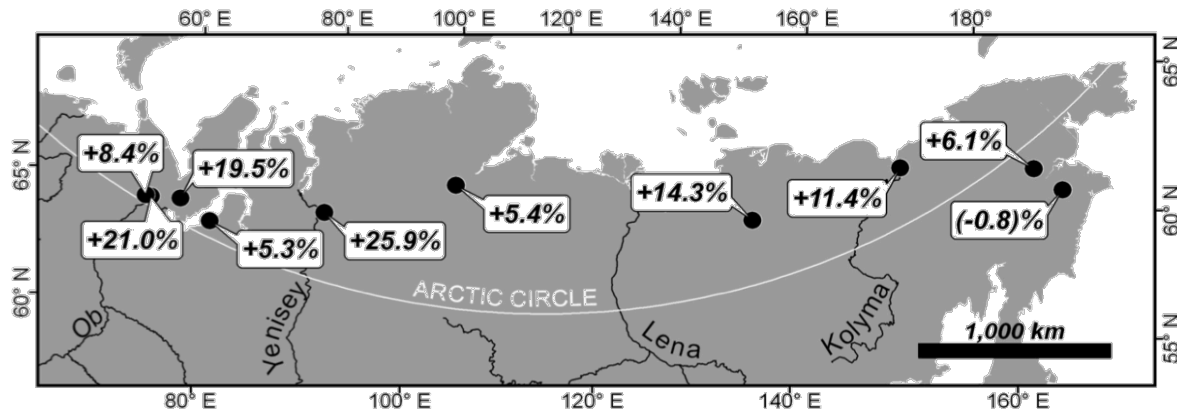 60° E 80° E 100° E 120° E 140° E 160° E 180°
65° N
65° N
60° N
60° N
55° N
+8.4%
+19.5%
+21.0%
+5.3%
+25.9%
+5.4%
+14.3%
+11.4%
+6.1%
(-0.8)%
ARCTIC CIRCLE
Ob
Yenisey
Lena
Kolyma
1,000 km
80° E 100° E 120° E 140° E 160° E